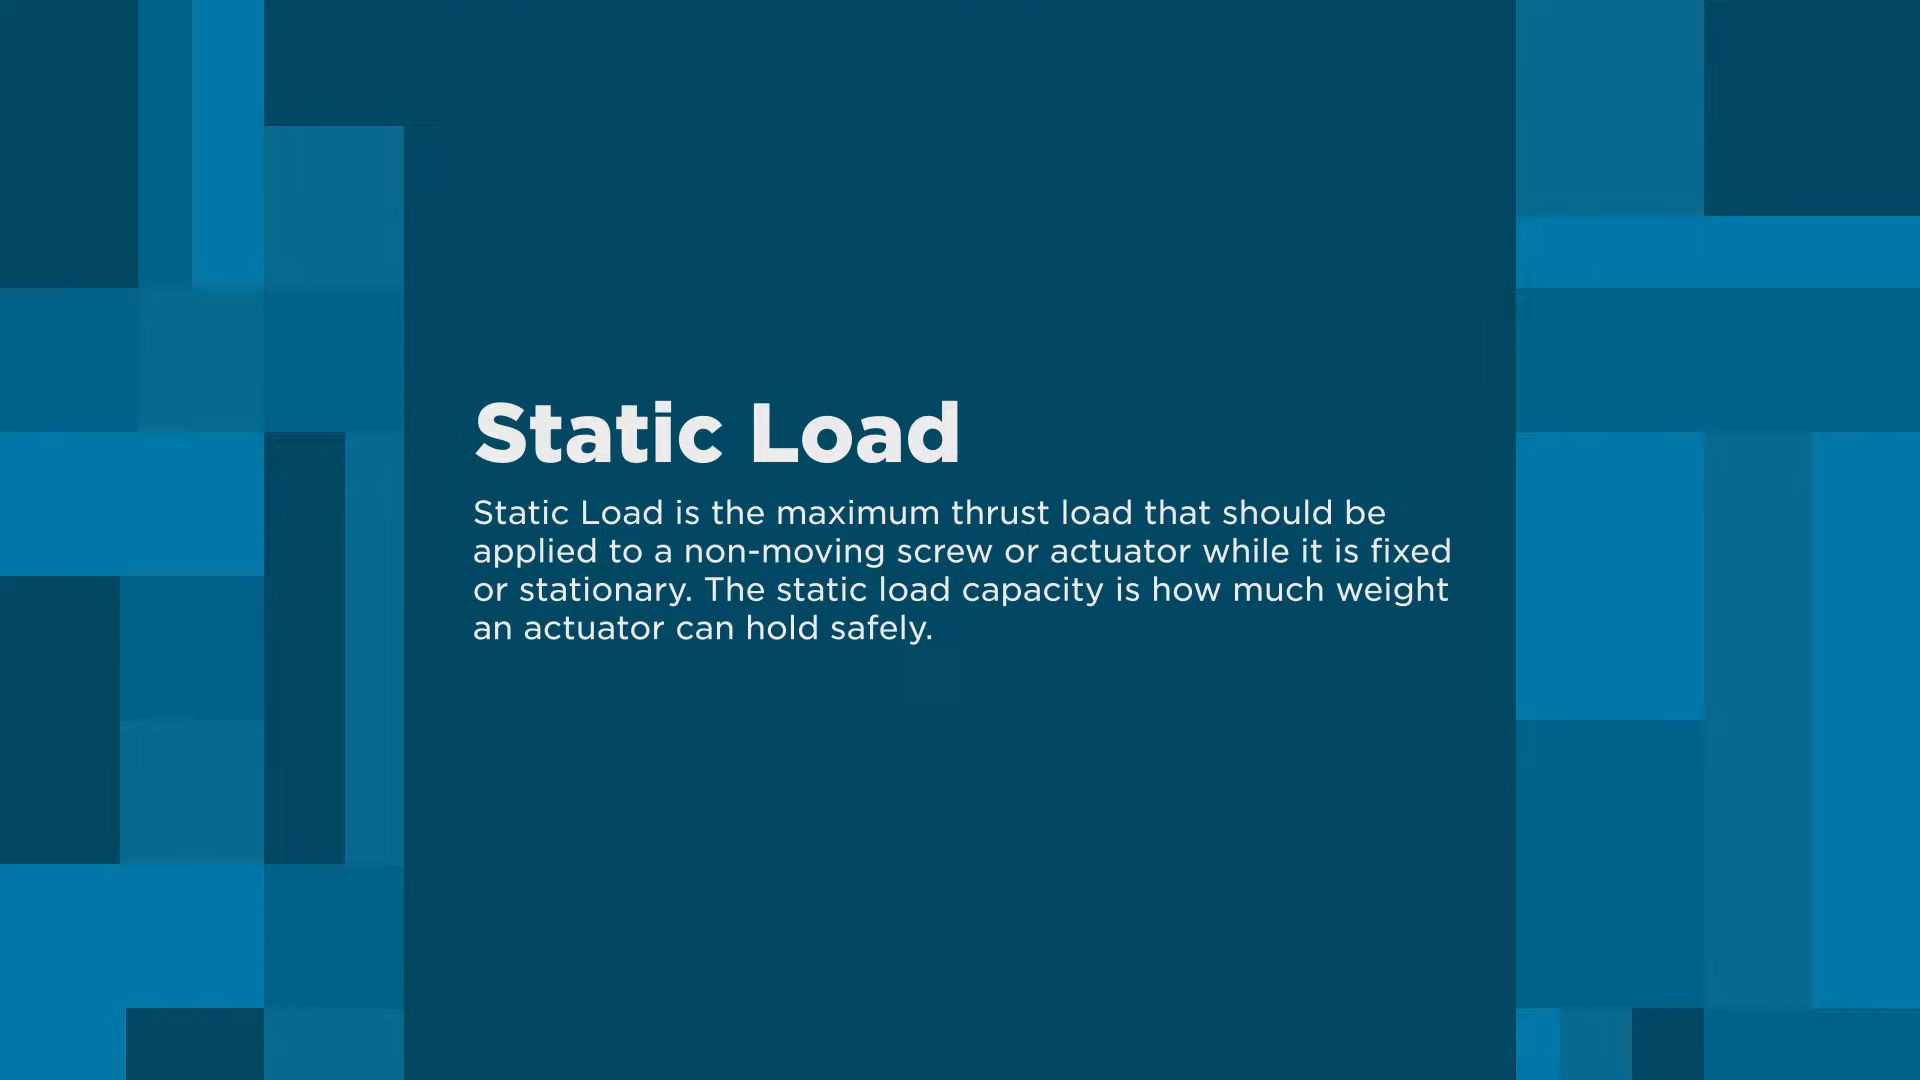 Static Load
Static Load is the maximum thrust load that should be
applied to a non-moving screw or actuator while it is fixed
or stationary. The static load capacity is how much weight
an actuator can hold safely.